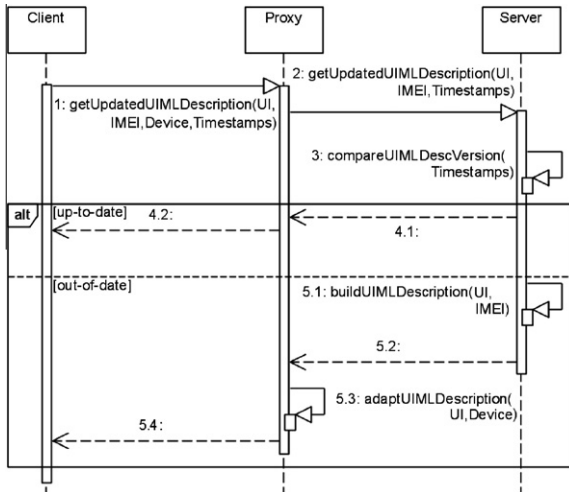 Client
Proxy
Server
2: getUpdatedUIMLDescription(UI,
IMEI,Timestamps)
1: getUpdatedUIMLDescription(UI,
IMEI,Device,Timestamps)
3: compareUIMLDescVersion(
Timestamps)
alt
[up-to-date]
4.2:
4.1:
[out-of-date]
5.1: buildUIMLDescription(UI,
IMEI)
5.2:
5.3: adaptUIMLDescription(
UI,Device)
5.4: